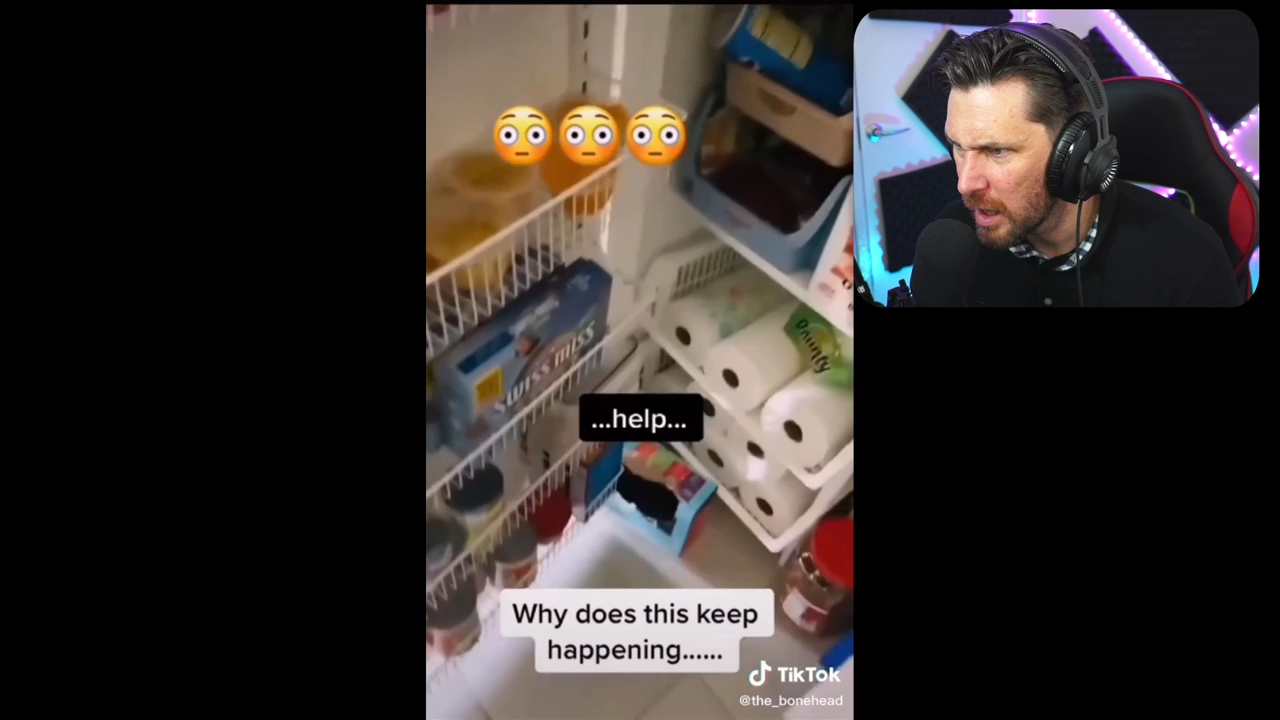 SWISS MISS
Bounty
...help...
Why does this keep
happening......
TikTok
@the_bonehead